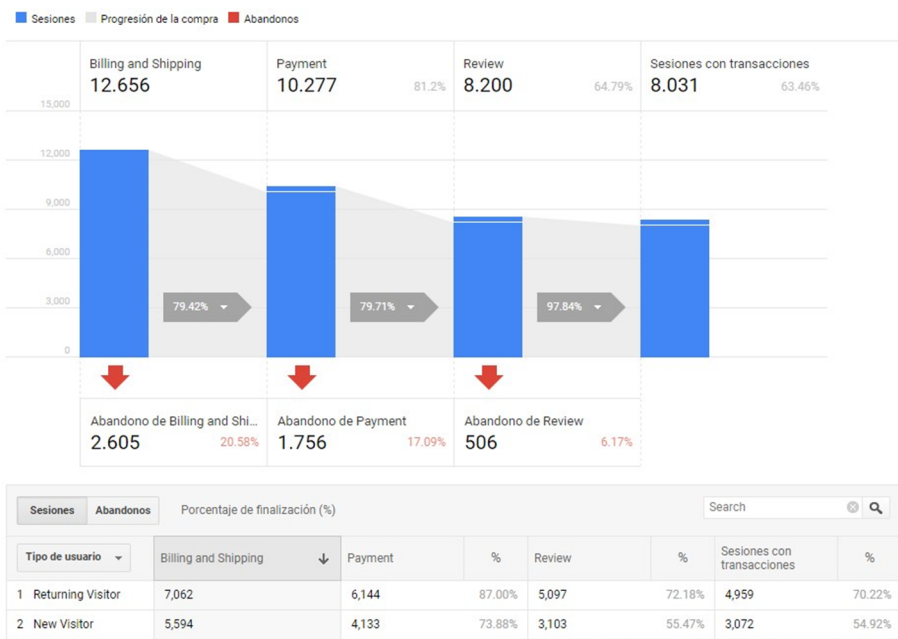 Sesiones Progresión de la compra Abandonos
Billing and Shipping Payment Review Sesiones con transacciones
12.656 10.277 81.2% 8.200 64.79% 8.031 63.46%
15,000
12,000
9,000
6,000
3,000
79.42% 79.71% 97.84%
0
Abandono de Billing and Shi... Abandono de Payment Abandono de Review
2.605 20.58% 1.756 17.09% 506 6.17%
Sesiones Abandonos Porcentaje de finalización (%) Search
Tipo de usuario Billing and Shipping Payment % Review % Sesiones con transacciones %
1 Returning Visitor 7,062 6,144 87.00% 5,097 72.18% 4,959 70.22%
2 New Visitor 5,594 4,133 73.88% 3,103 55.47% 3,072 54.92%